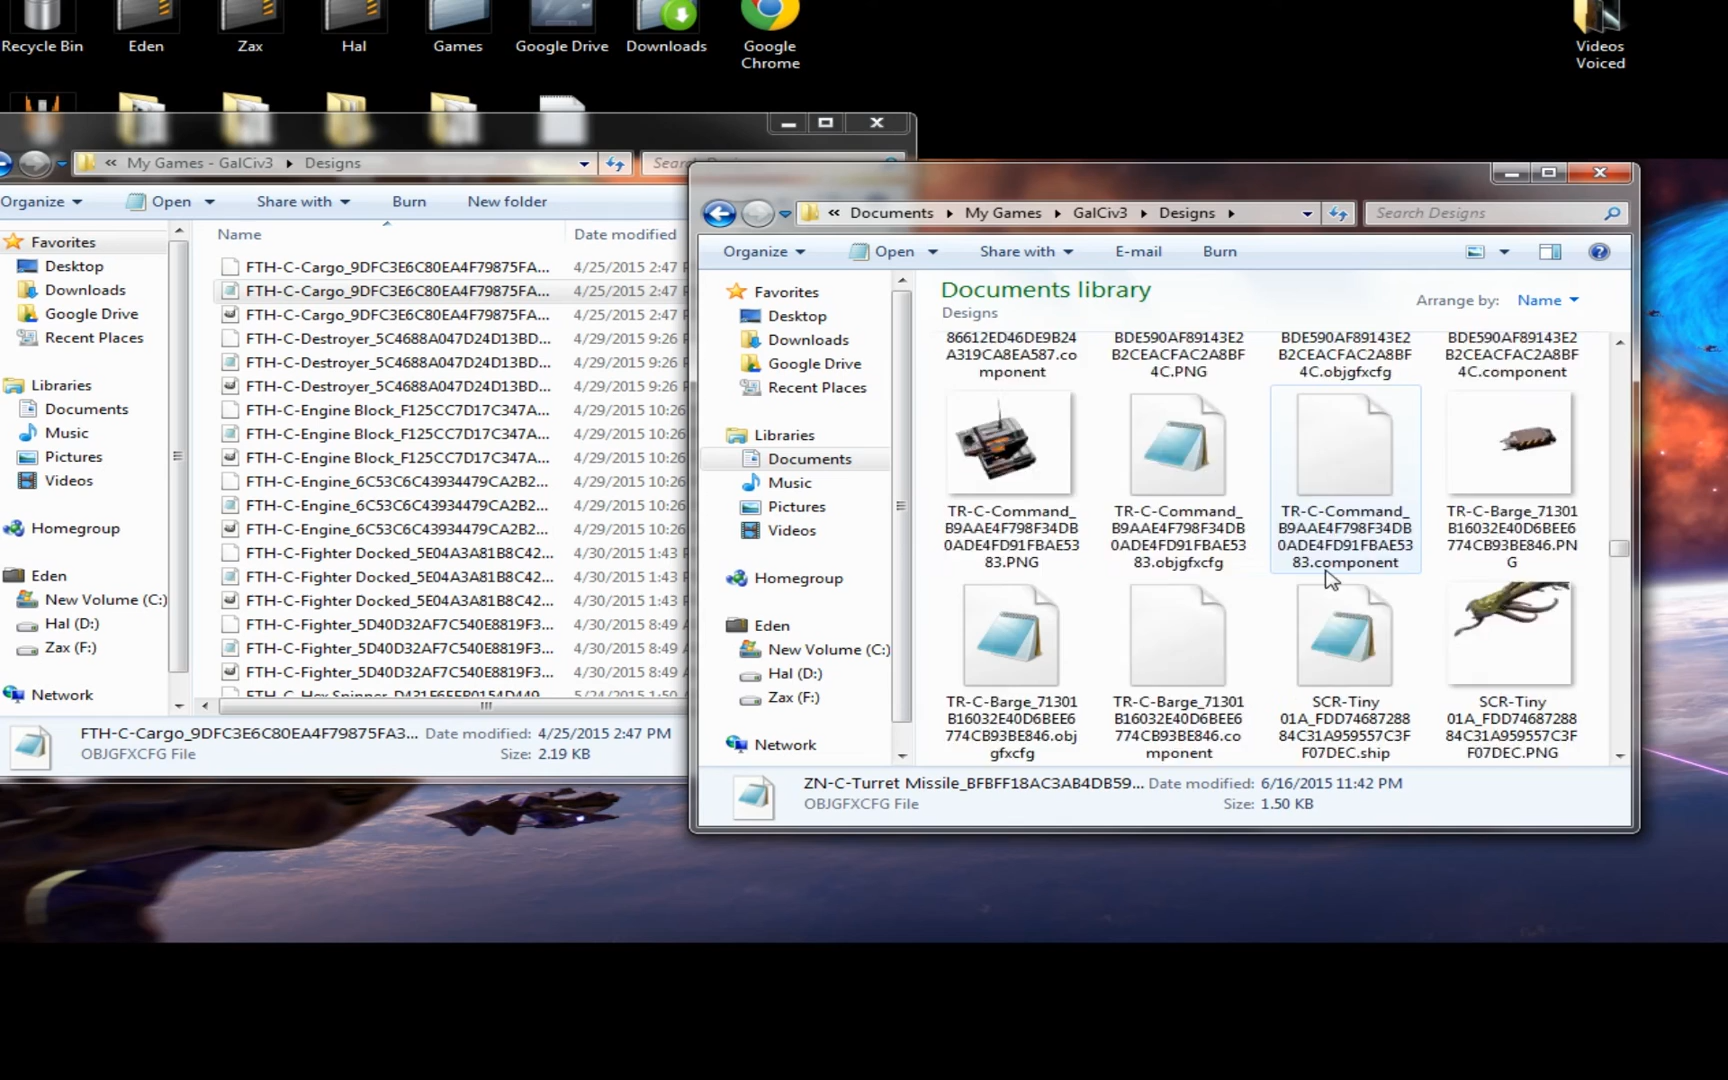 Recycle Bin
Eden
Zax
Hal
Games
Google Drive
Downloads
Google
Chrome
Videos
Voiced
« My Games - GalCiv3 Designs
Search
Organize
Open
Share with
Burn
New folder
Favorites
Desktop
Downloads
Google Drive
Recent Places
Libraries
Documents
Music
Pictures
Videos
Homegroup
Eden
New Volume (C:)
Hal (D:)
Zax (F:)
Network
Name
Date modified
FTH-C-Cargo_9DFC3E6C80EA4F79875FA... 4/25/2015 2:47
FTH-C-Cargo_9DFC3E6C80EA4F79875FA... 4/25/2015 2:47
FTH-C-Cargo_9DFC3E6C80EA4F79875FA... 4/25/2015 2:47
FTH-C-Destroyer_5C4688A047D24D13BD... 4/29/2015 9:26
FTH-C-Destroyer_5C4688A047D24D13BD... 4/29/2015 9:26
FTH-C-Destroyer_5C4688A047D24D13BD... 4/29/2015 9:26
FTH-C-Engine Block_F125CC7D17C347A... 4/29/2015 10:26
FTH-C-Engine Block_F125CC7D17C347A... 4/29/2015 10:26
FTH-C-Engine Block_F125CC7D17C347A... 4/29/2015 10:26
FTH-C-Engine_6C53C6C43934479CA2B2... 4/29/2015 10:26
FTH-C-Engine_6C53C6C43934479CA2B2... 4/29/2015 10:26
FTH-C-Engine_6C53C6C43934479CA2B2... 4/29/2015 10:26
FTH-C-Fighter Docked_5E04A3A81B8C42... 4/30/2015 1:43
FTH-C-Fighter Docked_5E04A3A81B8C42... 4/30/2015 1:43
FTH-C-Fighter Docked_5E04A3A81B8C42... 4/30/2015 1:43
FTH-C-Fighter_5D40D32AF7C540E8819F3... 4/30/2015 8:49
FTH-C-Fighter_5D40D32AF7C540E8819F3... 4/30/2015 8:49
FTH-C-Fighter_5D40D32AF7C540E8819F3... 4/30/2015 8:49
FTH-C-Cargo_9DFC3E6C80EA4F79875FA3... Date modified: 4/25/2015 2:47 PM
OBJGFXCFG File
Size: 2.19 KB
« Documents My Games GalCiv3 Designs
Search Designs
Organize
Open
Share with
E-mail
Burn
Favorites
Desktop
Downloads
Google Drive
Recent Places
Libraries
Documents
Music
Pictures
Videos
Homegroup
Eden
New Volume (C:)
Hal (D:)
Zax (F:)
Network
Documents library
Designs
Arrange by: Name
86612ED46DE9B24
A319CA8EA587.co
mponent
BDE590AF89143E2
B2CEACFAC2A8BF
4C.PNG
BDE590AF89143E2
B2CEACFAC2A8BF
4C.objgfxcfg
BDE590AF89143E2
B2CEACFAC2A8BF
4C.component
TR-C-Command_
B9AAE4F798F34DB
0ADE4FD91FBAE53
83.PNG
TR-C-Command_
B9AAE4F798F34DB
0ADE4FD91FBAE53
83.objgfxcfg
TR-C-Command_
B9AAE4F798F34DB
0ADE4FD91FBAE53
83.component
TR-C-Barge_71301
B16032E40D6BEE6
774CB93BE846.PN
G
TR-C-Barge_71301
B16032E40D6BEE6
774CB93BE846.obj
gfxcfg
TR-C-Barge_71301
B16032E40D6BEE6
774CB93BE846.co
mponent
SCR-Tiny
01A_FDD74687288
84C31A959557C3F
F07DEC.ship
SCR-Tiny
01A_FDD74687288
84C31A959557C3F
F07DEC.PNG
ZN-C-Turret Missile_BFBFF18AC3AB4DB59... Date modified: 6/16/2015 11:42 PM
OBJGFXCFG File
Size: 1.50 KB